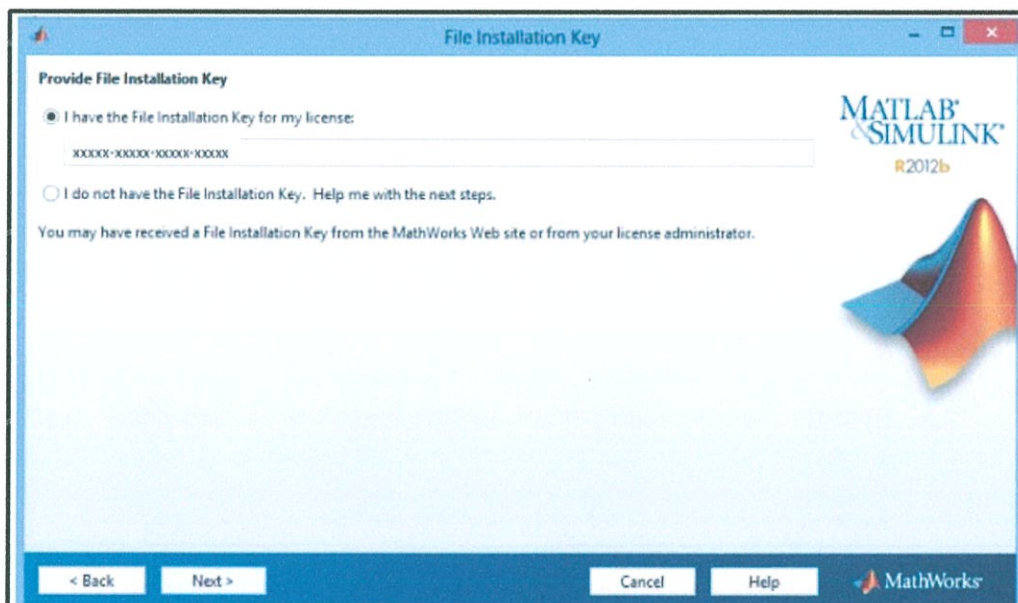 File Installation Key
Provide File Installation Key
I have the File Installation Key for my license:
xxxxx-xxxxx-xxxxx-xxxxx
I do not have the File Installation Key. Help me with the next steps.
You may have received a File Installation Key from the MathWorks Web site or from your license administrator.
MATLAB®
&SIMULINK®
R2012b
< Back
Next >
Cancel
Help
MathWorks®